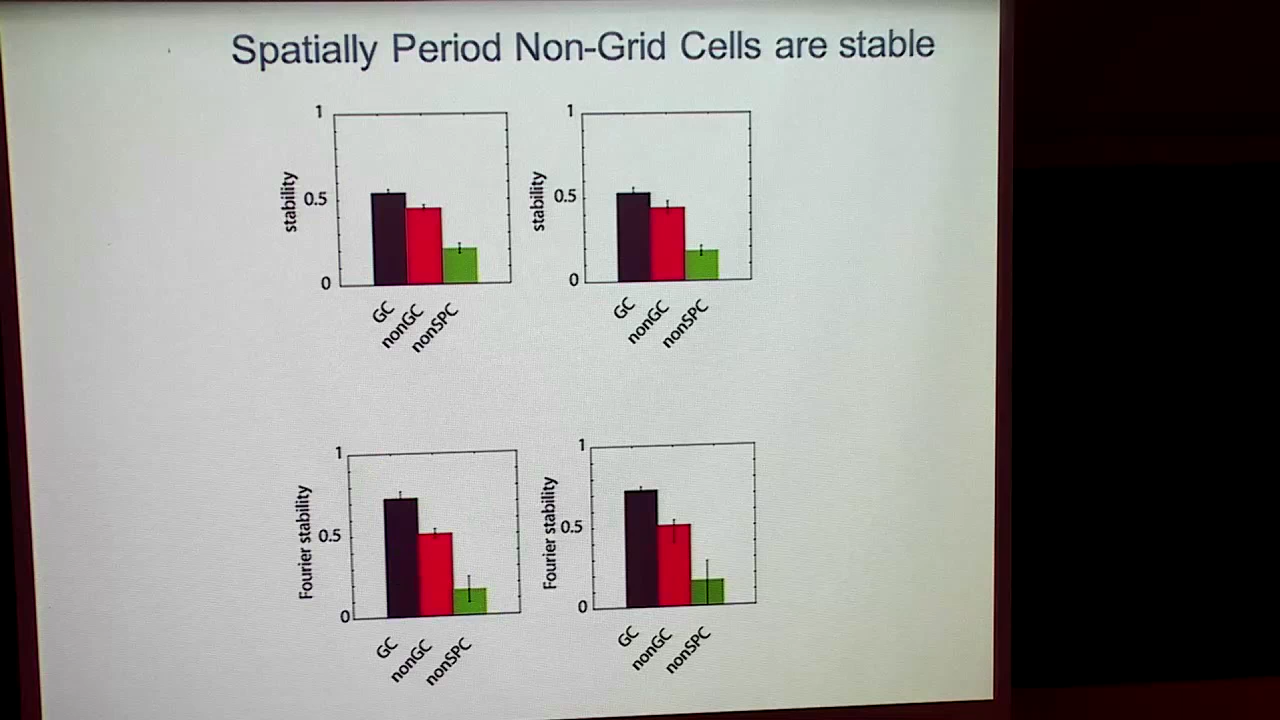 Spatially Period Non-Grid Cells are stable
1
0.5
0
stability
GC
nonGC
nonSPC
1
0.5
0
stability
GC
nonGC
nonSPC
1
0.5
0
Fourier stability
GC
nonGC
nonSPC
1
0.5
0
Fourier stability
GC
nonGC
nonSPC